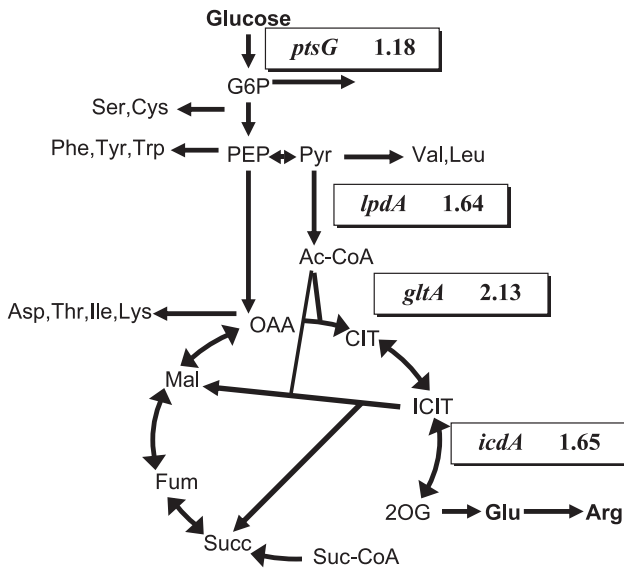 Glucose
ptsG 1.18
G6P
Ser,Cys
Phe,Tyr,Trp
PEP
Pyr
Val,Leu
lpdA 1.64
Ac-CoA
gltA 2.13
Asp,Thr,Ile,Lys
OAA
CIT
Mal
ICIT
icdA 1.65
Fum
2OG
Glu
Arg
Succ
Suc-CoA